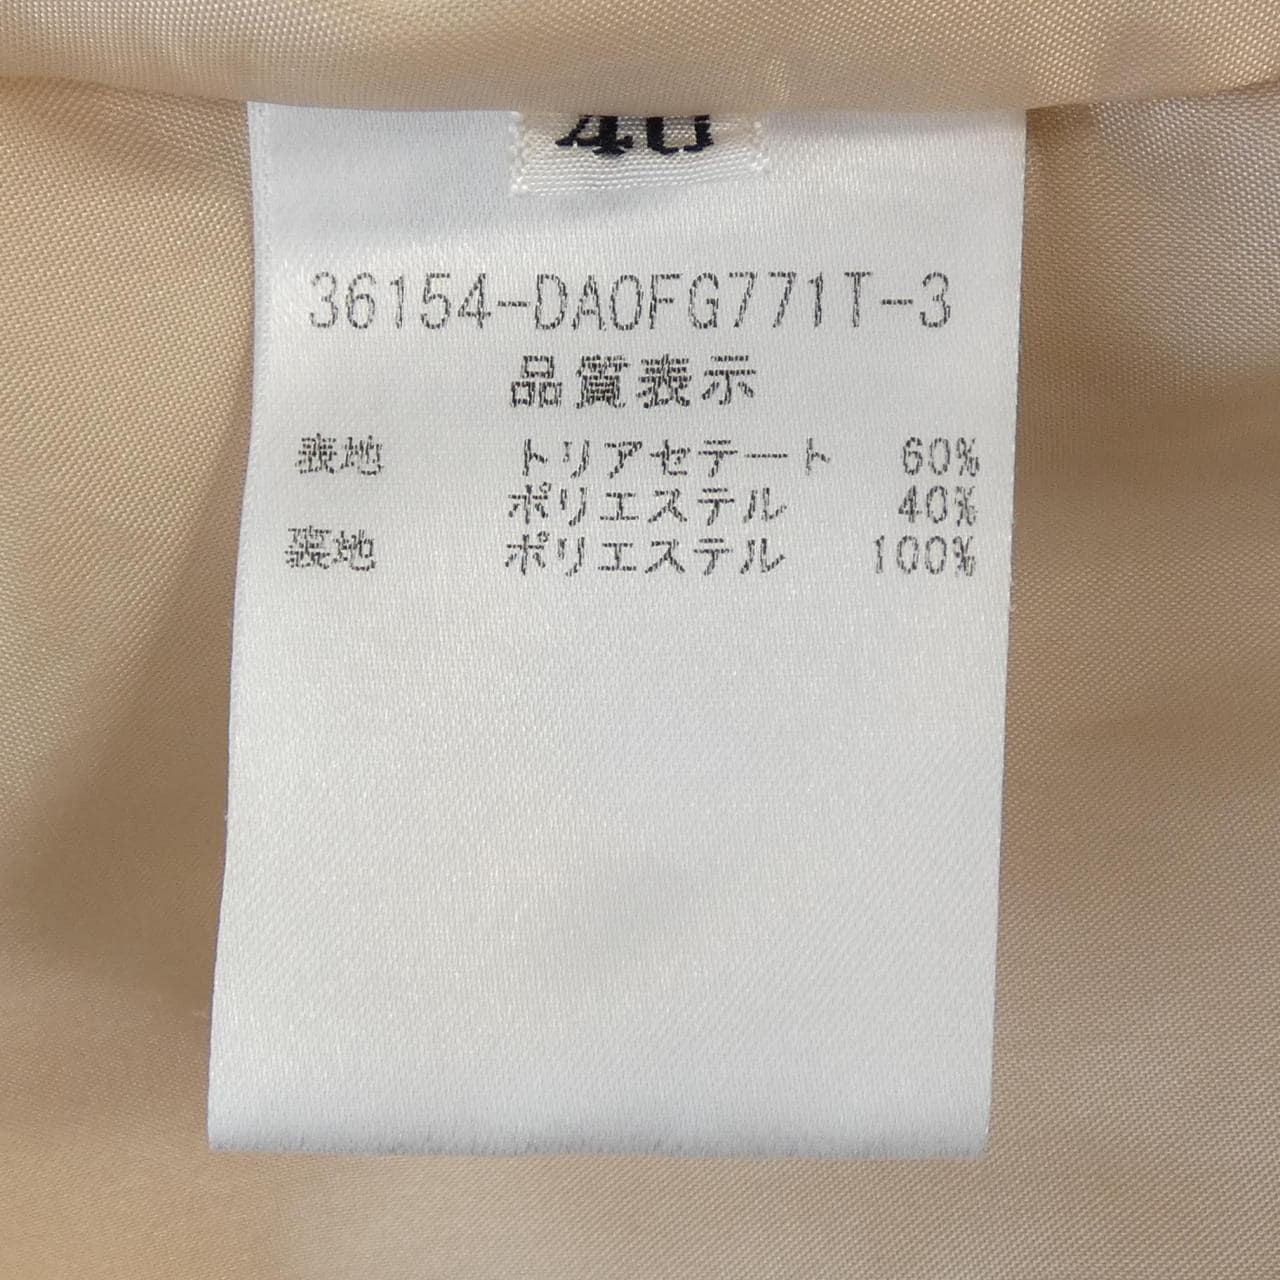 40
36154-DA0FG771T-3
品質表示
表地 トリアセテート 60%
ポリエステル 40%
裏地 ポリエステル 100%